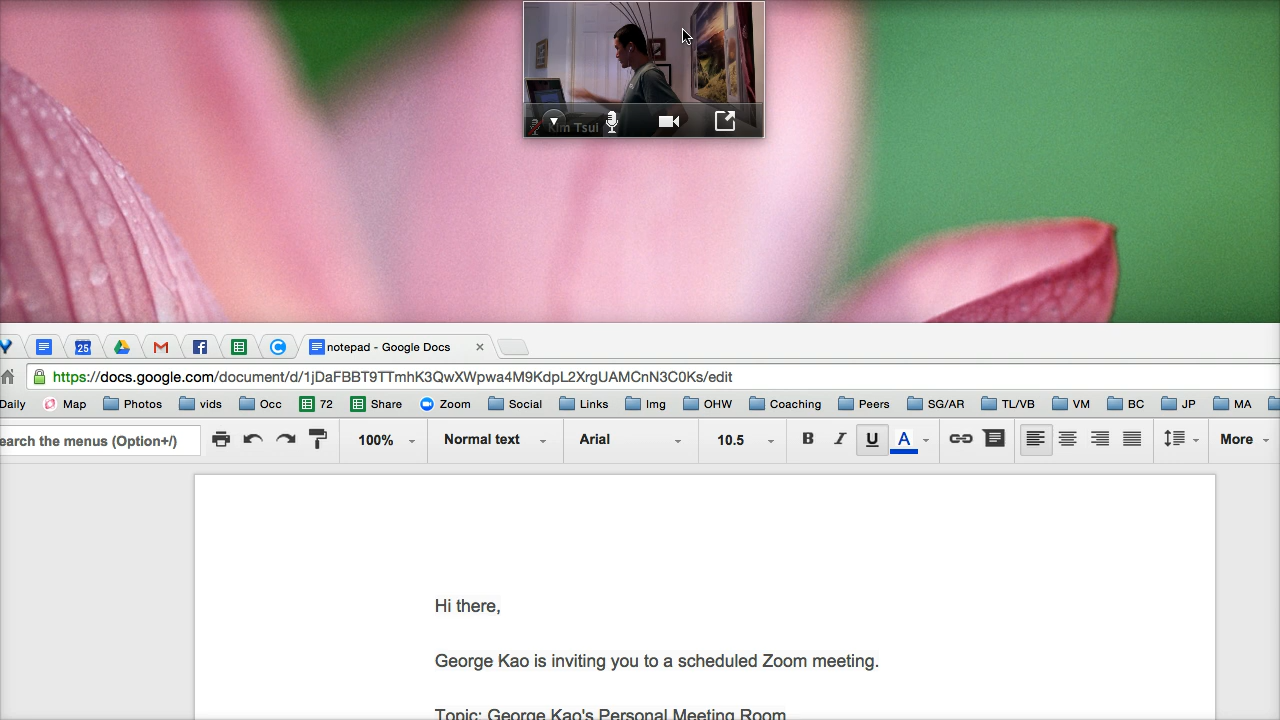 Kim Tsui
25
notepad - Google Docs
https://docs.google.com/document/d/1jDaFBBT9TTmhK3QwXWpwa4M9KdpL2XrgUAMCnN3C0Ks/edit
Daily Map Photos vids Occ 72 Share Zoom Social Links Img OHW Coaching Peers SG/AR TL/VB VM BC JP MA
earch the menus (Option+/) 100% Normal text Arial 10.5 B I U A More
Hi there,
George Kao is inviting you to a scheduled Zoom meeting.
Topic: George Kao's Personal Meeting Room